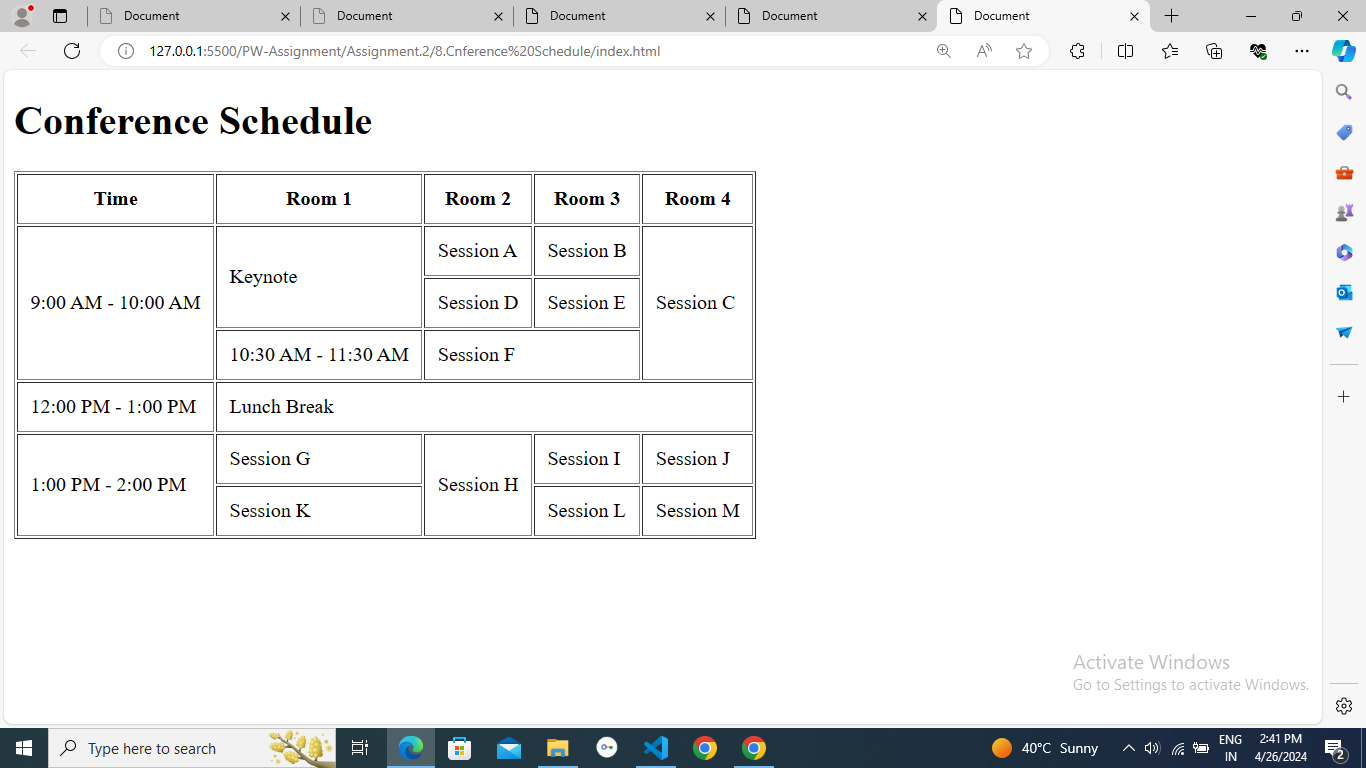 Document Document Document Document Document
127.0.0.1:5500/PW-Assignment/Assignment.2/8.Cnference%20Schedule/index.html
Conference Schedule
Time Room 1 Room 2 Room 3 Room 4
9:00 AM - 10:00 AM Keynote Session A Session B Session C
Session D Session E
10:30 AM - 11:30 AM Session F
12:00 PM - 1:00 PM Lunch Break
1:00 PM - 2:00 PM Session G Session H Session I Session J
Session K Session L Session M
Activate Windows
Go to Settings to activate Windows.
Type here to search
40°C Sunny
ENG
IN
2:41 PM
4/26/2024
2